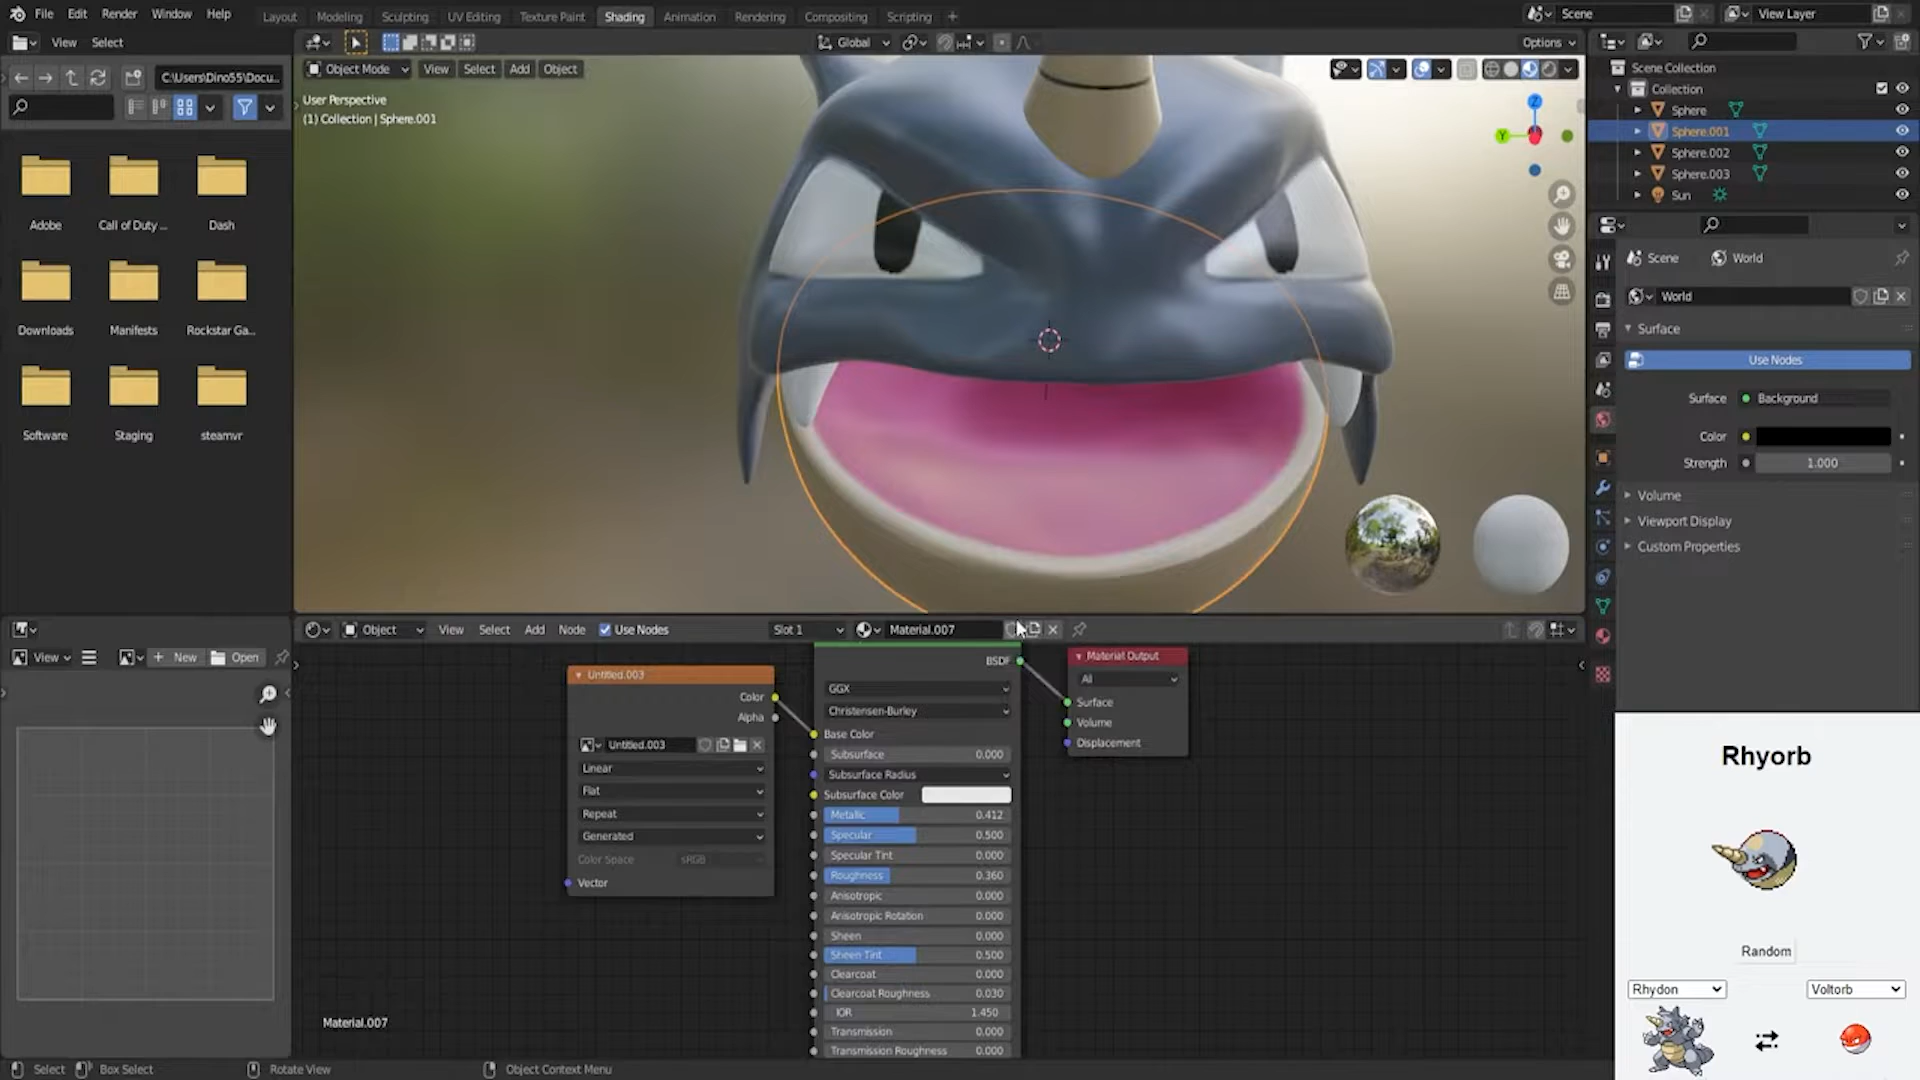 File Edit Render Window Help
Layout Modeling Sculpting UV Editing Texture Paint Shading Animation Rendering Compositing Scripting
Scene
View Layer
View Select
Global
Options
C:\Users\Dino55\Docu...
Object Mode View Select Add Object
User Perspective
(1) Collection | Sphere.001
Z
Y
Adobe
Call of Duty ...
Dash
Downloads
Manifests
Rockstar Ga...
Software
Staging
steamvr
Scene Collection
Collection
Sphere
Sphere.001
Sphere.002
Sphere.003
Sun
Scene World
World
Surface
Use Nodes
Surface Background
Color
Strength 1.000
Volume
Viewport Display
Custom Properties
View New Open
Object View Select Add Node Use Nodes Slot 1 Material.007
Untitled.003
Color
Alpha
Untitled.003
Linear
Flat
Repeat
Generated
Color Space sRGB
Vector
BSDF
GGX
Christensen-Burley
Base Color
Subsurface 0.000
Subsurface Radius
Subsurface Color
Metallic 0.412
Specular 0.500
Specular Tint 0.000
Roughness 0.360
Anisotropic 0.000
Anisotropic Rotation 0.000
Sheen 0.000
Sheen Tint 0.500
Clearcoat 0.000
Clearcoat Roughness 0.030
IOR 1.450
Transmission 0.000
Transmission Roughness 0.000
Material Output
All
Surface
Volume
Displacement
Material.007
Rhyorb
Random
Rhydon
Voltorb
Select Box Select Rotate View Object Context Menu